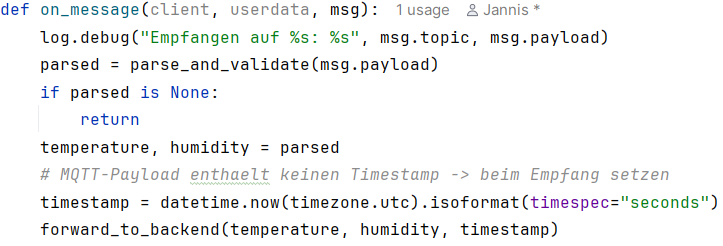 def on_message(client, userdata, msg): 1 usage Jannis *
    log.debug("Empfangen auf %s: %s", msg.topic, msg.payload)
    parsed = parse_and_validate(msg.payload)
    if parsed is None:
        return
    temperature, humidity = parsed
    # MQTT-Payload enthaelt keinen Timestamp -> beim Empfang setzen
    timestamp = datetime.now(timezone.utc).isoformat(timespec="seconds")
    forward_to_backend(temperature, humidity, timestamp)